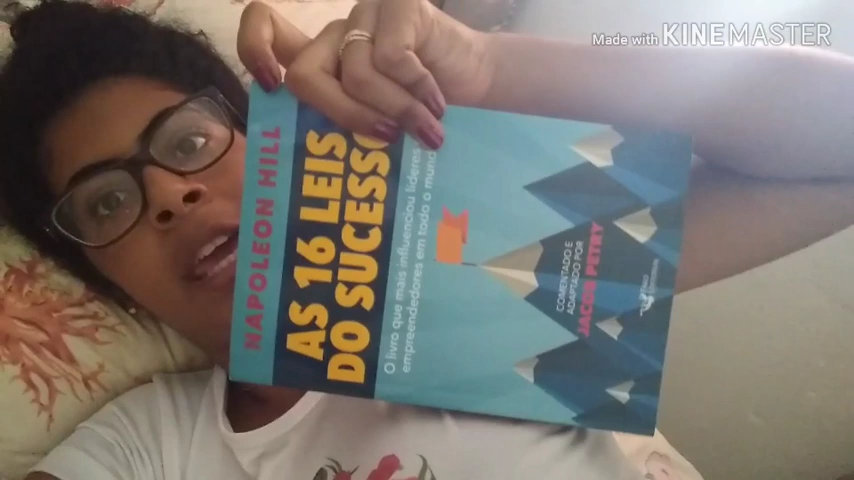 Made with KINEMASTER
NAPOLEON HILL
AS 16 LEIS
DO SUCESSO
O livro que mais influenciou líderes e
empreendedores em todo o mundo
COMENTADO E
ADAPTADO POR
JACOB PETRY